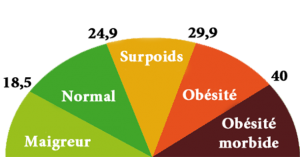 24,9
29,9
Surpoids
18,5
40
Normal
Obésité
Maigreur
Obésité
morbide